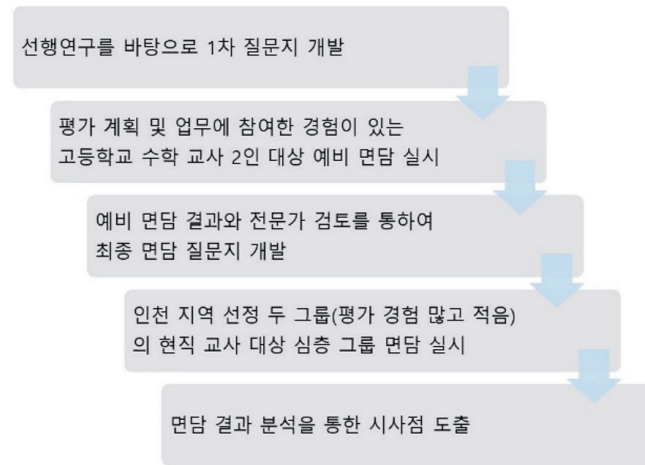 선행연구를 바탕으로 1차 질문지 개발
평가 계획 및 업무에 참여한 경험이 있는
고등학교 수학 교사 2인 대상 예비 면담 실시
예비 면담 결과와 전문가 검토를 통하여
최종 면담 질문지 개발
인천 지역 선정 두 그룹(평가 경험 많고 적음)
의 현직 교사 대상 심층 그룹 면담 실시
면담 결과 분석을 통한 시사점 도출